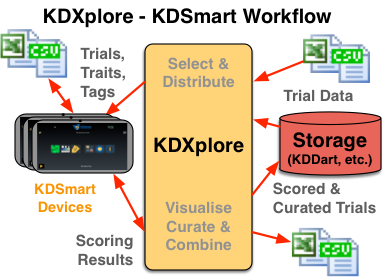 KDXplore - KDSmart Workflow
CSV
Trials,
Traits,
Tags
Select &
Distribute
CSV
Trial Data
KDXplore
Storage
(KDDart, etc.)
KDSmart
Devices
Scored &
Curated Trials
Visualise
Curate &
Combine
Scoring
Results
CSV